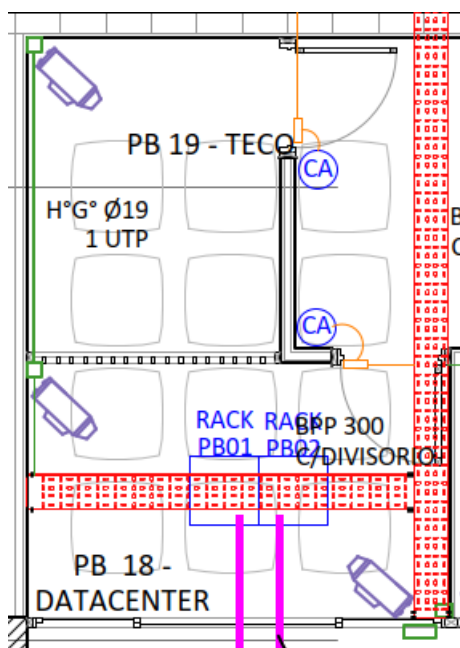 PB 19 - TECO
CA
H°G° Ø19
1 UTP
CA
RACK
PB01
RACK
PB02
BPP 300
C/DIVISORIO
PB 18 -
DATACENTER